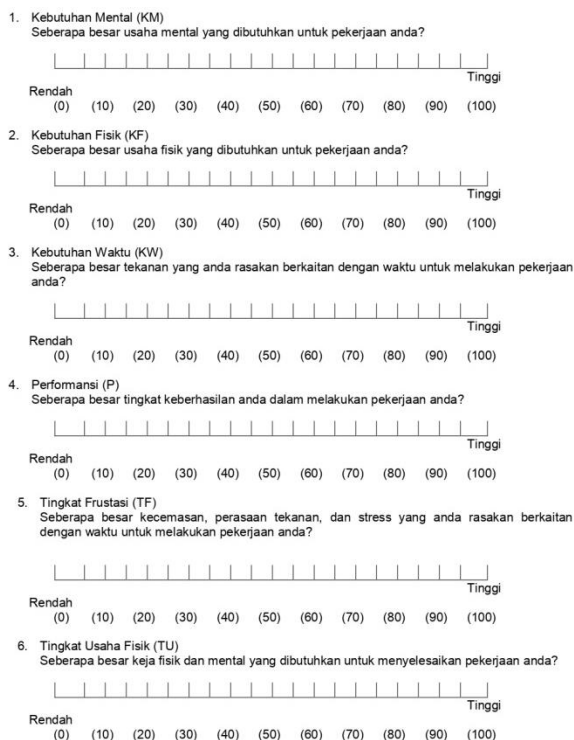 1. Kebutuhan Mental (KM)
Seberapa besar usaha mental yang dibutuhkan untuk pekerjaan anda?
Tinggi
Rendah
(0) (10) (20) (30) (40) (50) (60) (70) (80) (90) (100)
2. Kebutuhan Fisik (KF)
Seberapa besar usaha fisik yang dibutuhkan untuk pekerjaan anda?
Tinggi
Rendah
(0) (10) (20) (30) (40) (50) (60) (70) (80) (90) (100)
3. Kebutuhan Waktu (KW)
Seberapa besar tekanan yang anda rasakan berkaitan dengan waktu untuk melakukan pekerjaan
anda?
Tinggi
Rendah
(0) (10) (20) (30) (40) (50) (60) (70) (80) (90) (100)
4. Performansi (P)
Seberapa besar tingkat keberhasilan anda dalam melakukan pekerjaan anda?
Tinggi
Rendah
(0) (10) (20) (30) (40) (50) (60) (70) (80) (90) (100)
5. Tingkat Frustasi (TF)
Seberapa besar kecemasan, perasaan tekanan, dan stress yang anda rasakan berkaitan
dengan waktu untuk melakukan pekerjaan anda?
Tinggi
Rendah
(0) (10) (20) (30) (40) (50) (60) (70) (80) (90) (100)
6. Tingkat Usaha Fisik (TU)
Seberapa besar keja fisik dan mental yang dibutuhkan untuk menyelesaikan pekerjaan anda?
Tinggi
Rendah
(0) (10) (20) (30) (40) (50) (60) (70) (80) (90) (100)